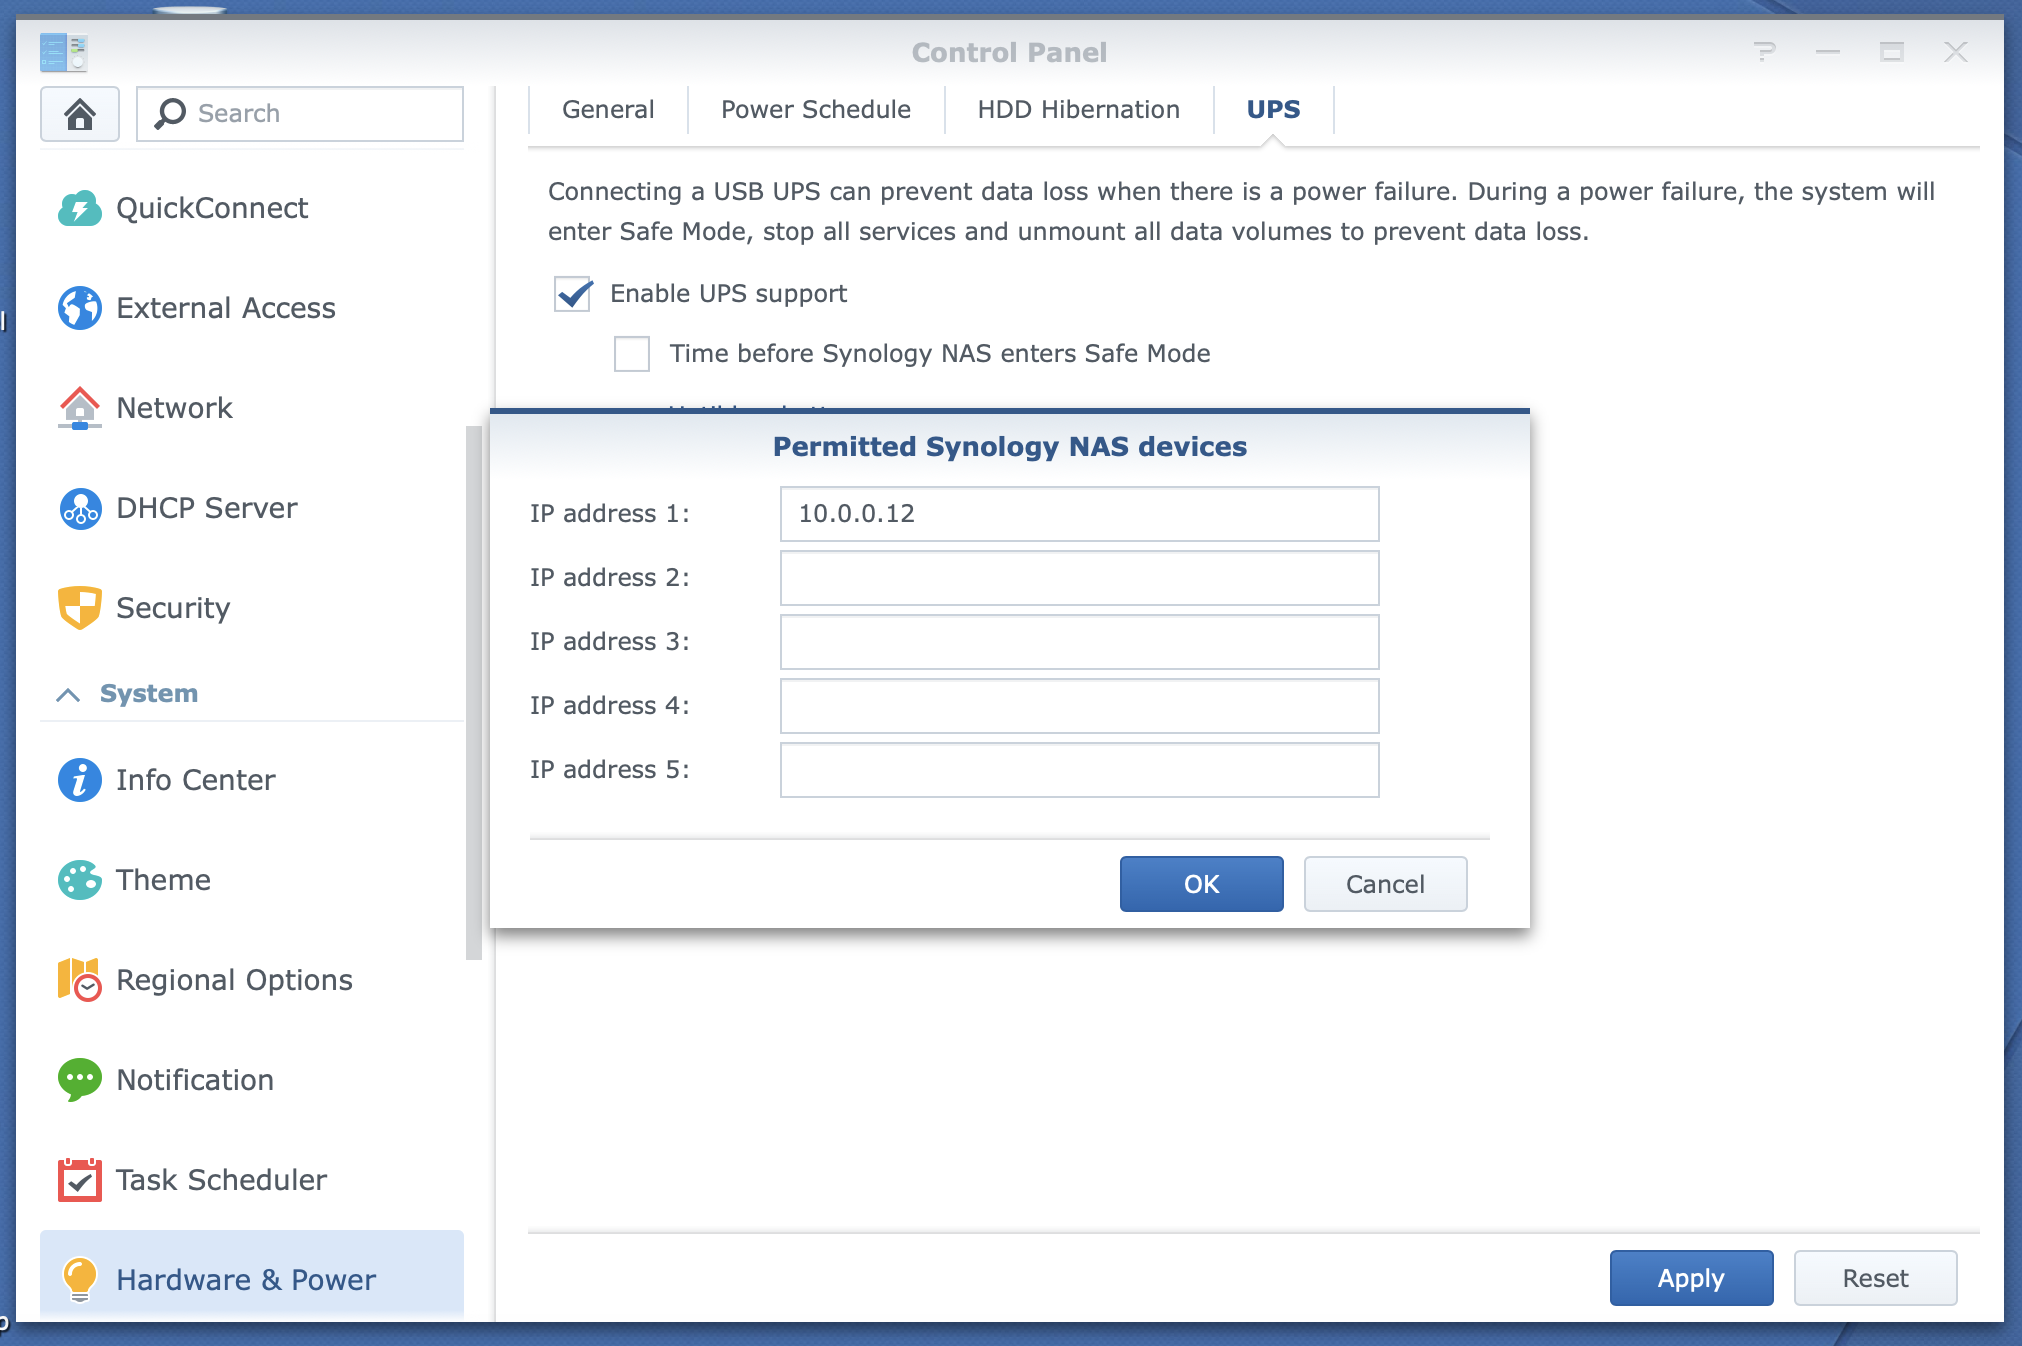 Control Panel
Search
General
Power Schedule
HDD Hibernation
UPS
QuickConnect
External Access
Network
DHCP Server
Security
System
Info Center
Theme
Regional Options
Notification
Task Scheduler
Hardware & Power
Connecting a USB UPS can prevent data loss when there is a power failure. During a power failure, the system will
enter Safe Mode, stop all services and unmount all data volumes to prevent data loss.
Enable UPS support
Time before Synology NAS enters Safe Mode
Permitted Synology NAS devices
IP address 1: 10.0.0.12
IP address 2:
IP address 3:
IP address 4:
IP address 5:
OK
Cancel
Apply
Reset